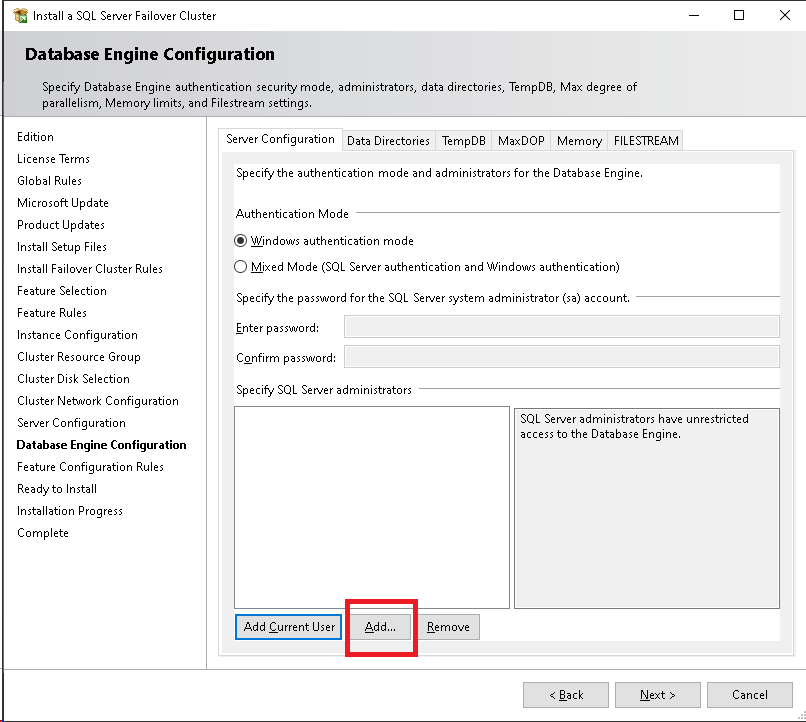 Install a SQL Server Failover Cluster
Database Engine Configuration
Specify Database Engine authentication security mode, administrators, data directories, TempDB, Max degree of
parallelism, Memory limits, and Filestream settings.
Edition
License Terms
Global Rules
Microsoft Update
Product Updates
Install Setup Files
Install Failover Cluster Rules
Feature Selection
Feature Rules
Instance Configuration
Cluster Resource Group
Cluster Disk Selection
Cluster Network Configuration
Server Configuration
Database Engine Configuration
Feature Configuration Rules
Ready to Install
Installation Progress
Complete
Server Configuration Data Directories TempDB MaxDOP Memory FILESTREAM
Specify the authentication mode and administrators for the Database Engine.
Authentication Mode
Windows authentication mode
Mixed Mode (SQL Server authentication and Windows authentication)
Specify the password for the SQL Server system administrator (sa) account.
Enter password:
Confirm password:
Specify SQL Server administrators
SQL Server administrators have unrestricted
access to the Database Engine.
Add Current User Add... Remove
< Back Next > Cancel